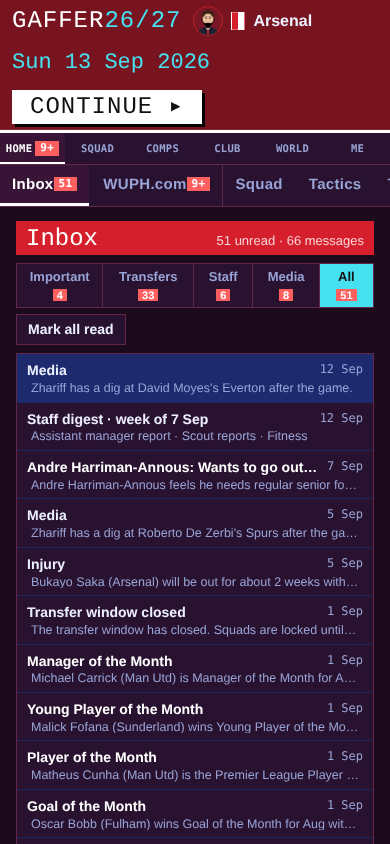 GAFFER26/27 Arsenal
Sun 13 Sep 2026
CONTINUE ▸
HOME 9+ SQUAD COMPS CLUB WORLD ME
Inbox 51 WUPH.com 9+ Squad Tactics
Inbox 51 unread · 66 messages
Important Transfers Staff Media All
4 33 6 8 51
Mark all read
Media 12 Sep
Zhariff has a dig at David Moyes's Everton after the game.
Staff digest · week of 7 Sep 12 Sep
Assistant manager report · Scout reports · Fitness
Andre Harriman-Annous: Wants to go out… 7 Sep
Andre Harriman-Annous feels he needs regular senior fo…
Media 5 Sep
Zhariff has a dig at Roberto De Zerbi's Spurs after the ga…
Injury 5 Sep
Bukayo Saka (Arsenal) will be out for about 2 weeks with…
Transfer window closed 1 Sep
The transfer window has closed. Squads are locked until…
Manager of the Month 1 Sep
Michael Carrick (Man Utd) is Manager of the Month for A…
Young Player of the Month 1 Sep
Malick Fofana (Sunderland) wins Young Player of the Mo…
Player of the Month 1 Sep
Matheus Cunha (Man Utd) is the Premier League Player …
Goal of the Month 1 Sep
Oscar Bobb (Fulham) wins Goal of the Month for Aug wit…